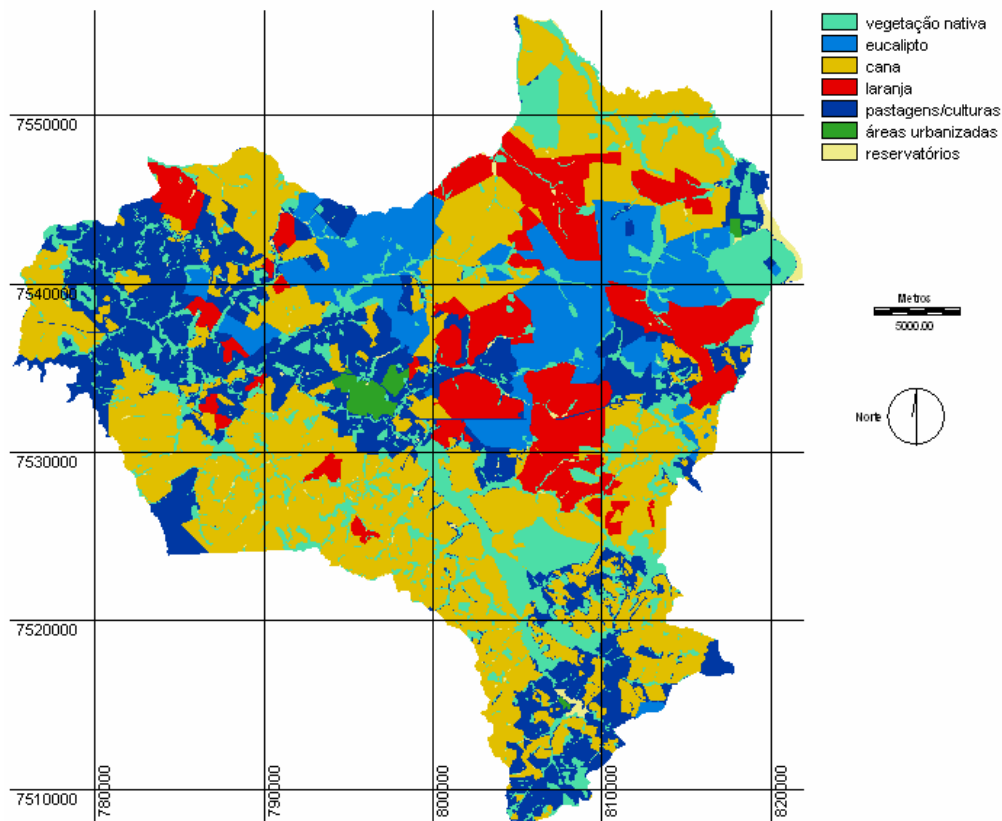 vegetação nativa
eucalipto
cana
laranja
pastagens/culturas
áreas urbanizadas
reservatórios
7550000
7540000
7530000
7520000
7510000
780000
790000
800000
810000
820000
Metros
5000.00
Norte